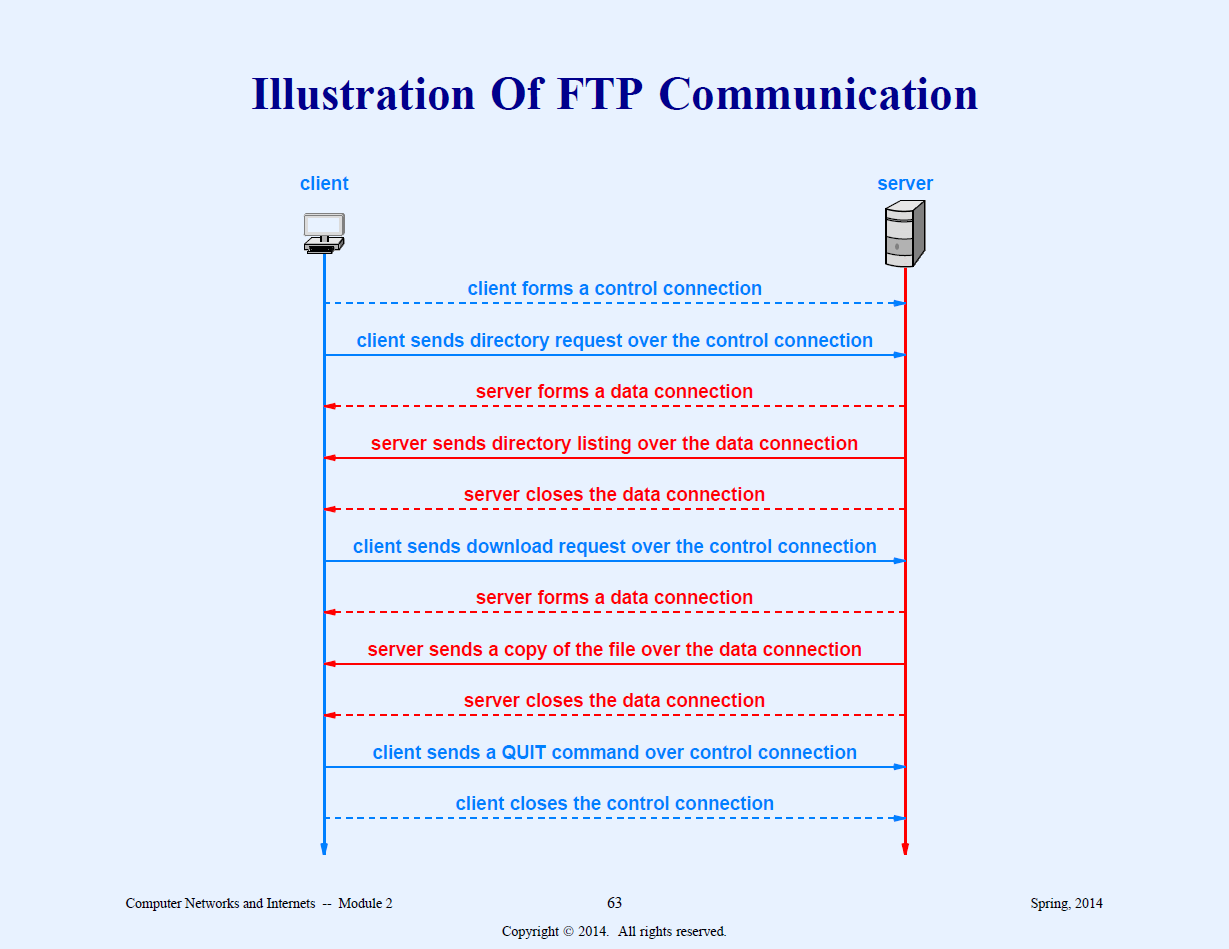 Illustration Of FTP Communication
client
server
client forms a control connection
client sends directory request over the control connection
server forms a data connection
server sends directory listing over the data connection
server closes the data connection
client sends download request over the control connection
server forms a data connection
server sends a copy of the file over the data connection
server closes the data connection
client sends a QUIT command over control connection
client closes the control connection
Computer Networks and Internets -- Module 2
63
Spring, 2014
Copyright © 2014. All rights reserved.